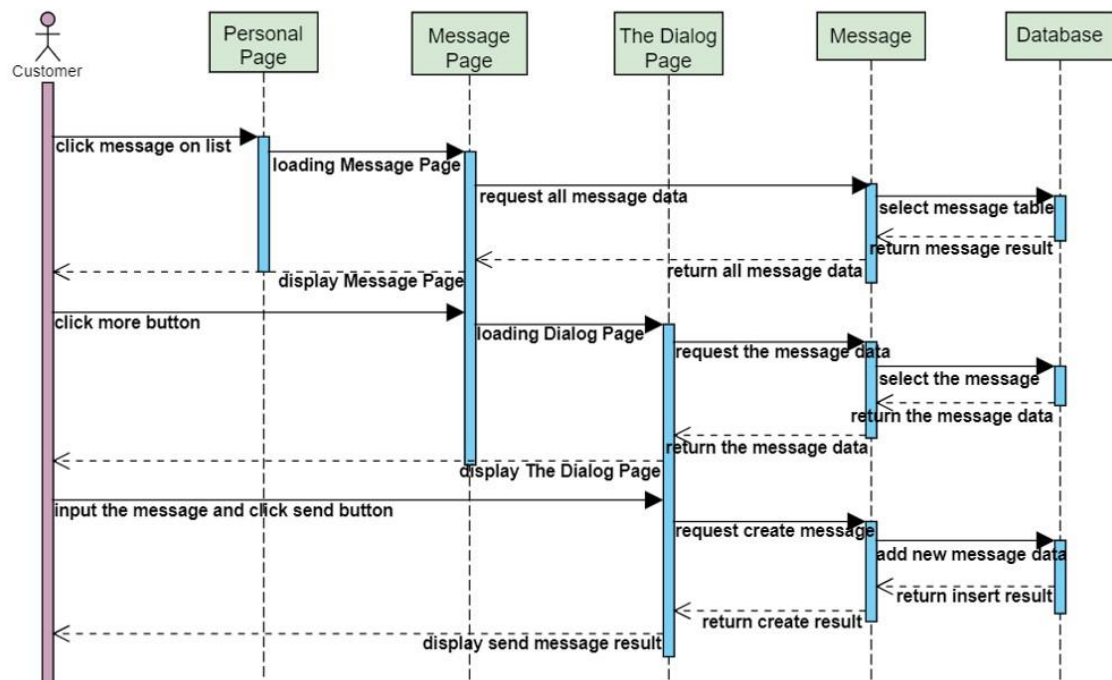 Personal
Page
Message
Page
The Dialog
Page
Message
Database
Customer
click message on list
loading Message Page
request all message data
select message table
return message result
return all message data
display Message Page
click more button
loading Dialog Page
request the message data
select the message
return the message data
return the message data
display The Dialog Page
input the message and click send button
request create message
add new message data
return insert result
return create result
display send message result